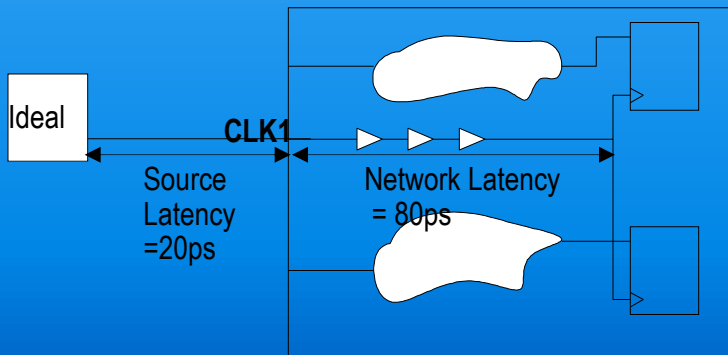 Ideal
CLK1
Source
Latency
=20ps
Network Latency
= 80ps